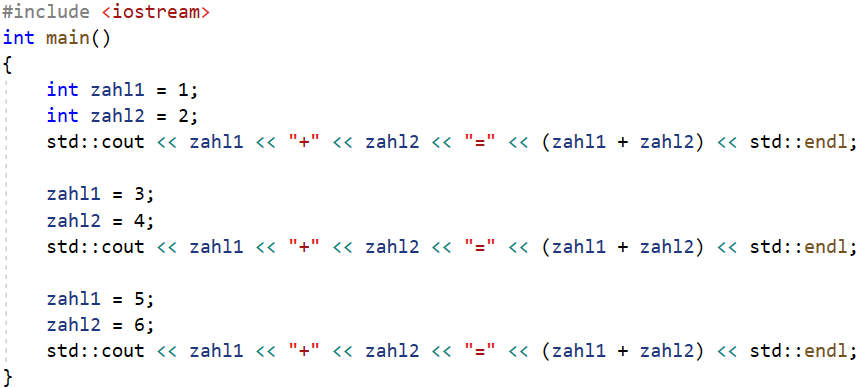 #include <iostream>
int main()
{
    int zahl1 = 1;
    int zahl2 = 2;
    std::cout << zahl1 << "+" << zahl2 << "=" << (zahl1 + zahl2) << std::endl;

    zahl1 = 3;
    zahl2 = 4;
    std::cout << zahl1 << "+" << zahl2 << "=" << (zahl1 + zahl2) << std::endl;

    zahl1 = 5;
    zahl2 = 6;
    std::cout << zahl1 << "+" << zahl2 << "=" << (zahl1 + zahl2) << std::endl;
}